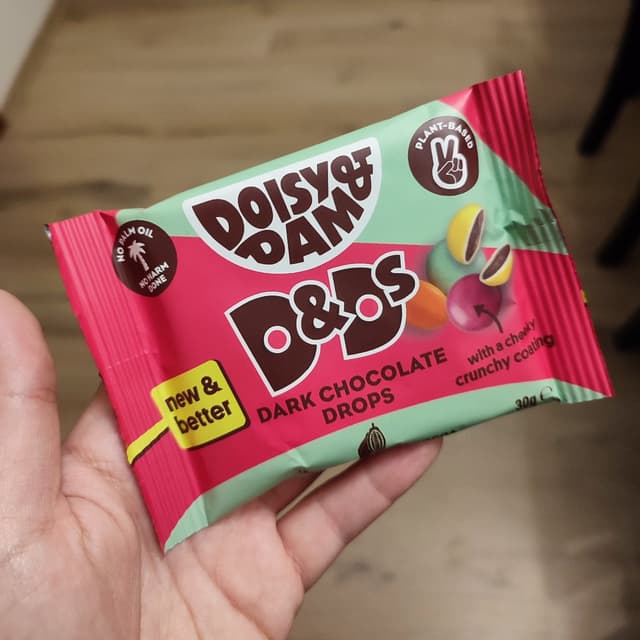 DOISY &
DAM
PLANT-BASED
NO PALM OIL
NO HARM DONE
D&Ds
DARK CHOCOLATE
DROPS
new &
better
with a cheeky
crunchy coating
30g e